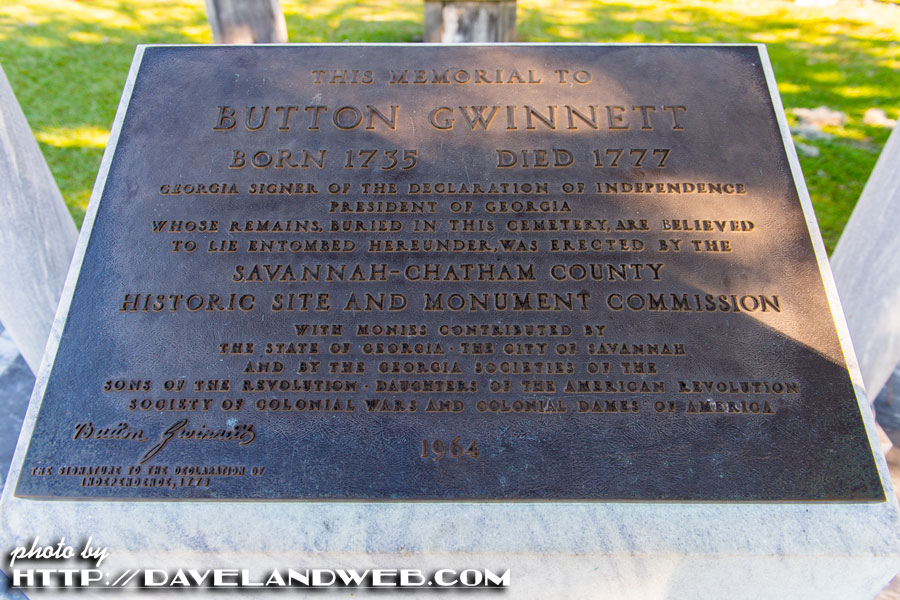 THIS MEMORIAL TO
BUTTON GWINNETT
BORN 1735 DIED 1777
GEORGIA SIGNER OF THE DECLARATION OF INDEPENDENCE
PRESIDENT OF GEORGIA
WHOSE REMAINS, BURIED IN THIS CEMETERY, ARE BELIEVED
TO LIE ENTOMBED HEREUNDER, WAS ERECTED BY THE
SAVANNAH-CHATHAM COUNTY
HISTORIC SITE AND MONUMENT COMMISSION
WITH MONIES CONTRIBUTED BY
THE STATE OF GEORGIA · THE CITY OF SAVANNAH
AND BY THE GEORGIA SOCIETIES OF THE
SONS OF THE REVOLUTION · DAUGHTERS OF THE AMERICAN REVOLUTION
SOCIETY OF COLONIAL WARS AND COLONIAL DAMES OF AMERICA
Button Gwinnett
1964
THE SIGNATURE TO THE DECLARATION OF
INDEPENDENCE,
photo by
HTTP://DAVELANDWEB.COM